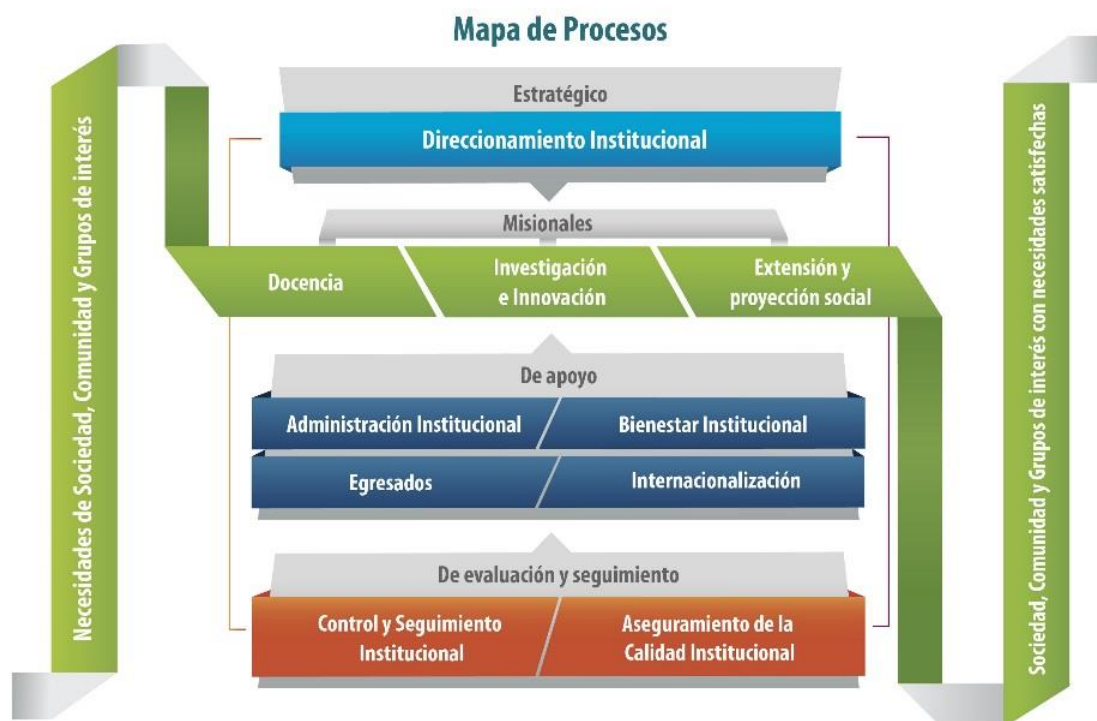 Mapa de Procesos
Necesidades de Sociedad, Comunidad y Grupos de interés
Estratégico
Direccionamiento Institucional
Misionales
Docencia
Investigación
e Innovación
Extensión y
proyección social
De apoyo
Administración Institucional
Bienestar Institucional
Egresados
Internacionalización
De evaluación y seguimiento
Control y Seguimiento
Institucional
Aseguramiento de la
Calidad Institucional
Sociedad, Comunidad y Grupos de interés con necesidades satisfechas